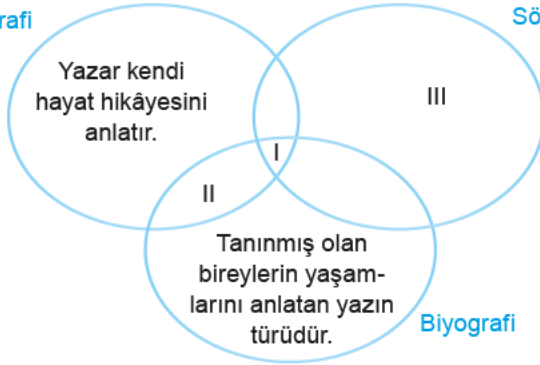 rafi
Sö
Yazar kendi
hayat hikâyesini
anlatır.
III
I
II
Tanınmış olan
bireylerin yaşam-
larını anlatan yazın
türüdür.
Biyografi